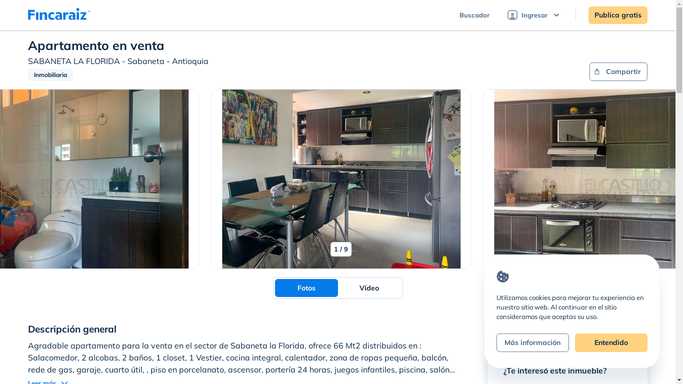 Fincaraiz
Buscador
Ingresar
Publica gratis
Apartamento en venta
SABANETA LA FLORIDA - Sabaneta - Antioquia
Inmobiliaria
Compartir
EL CASTILLO
1 / 9
Fotos
Video
Utilizamos cookies para mejorar tu experiencia en
nuestro sitio web. Al continuar en el sitio
consideramos que aceptas su uso.
Más información
Entendido
Descripción general
Agradable apartamento para la venta en el sector de Sabaneta la Florida, ofrece 66 Mt2 distribuidos en :
Salacomedor, 2 alcobas, 2 baños, 1 closet, 1 Vestier, cocina integral, calentador, zona de ropas pequeña, balcón,
rede de gas, garaje, cuarto útil, , piso en porcelanato, ascensor, portería 24 horas, juegos infantiles, piscina, salón...
Leer más
¿Te interesó este inmueble?